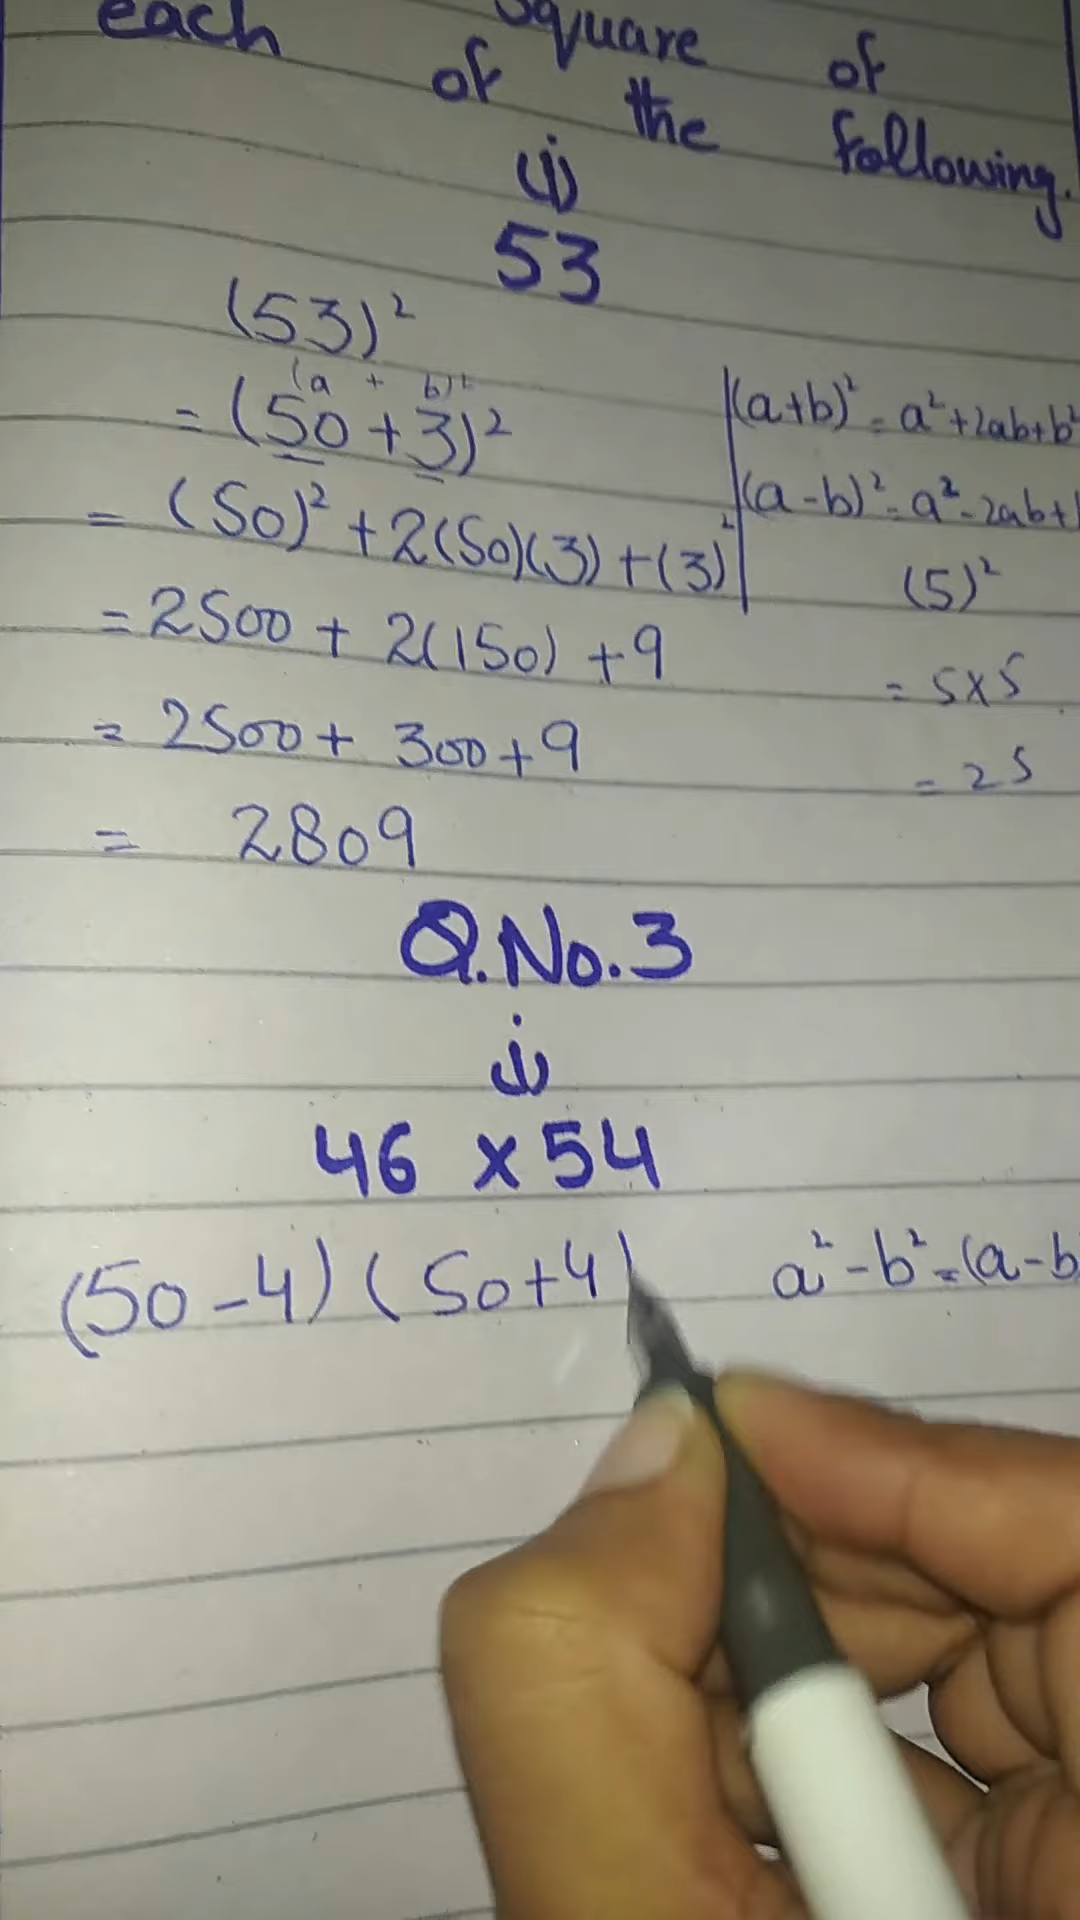 each square of
of the following.
(i)
53
(53)²
(a + b)²
= (50 + 3)²
= (50)² + 2(50)(3) + (3)²
= 2500 + 2(150) + 9
= 2500 + 300 + 9
= 2809
(a+b)² = a² + 2ab + b²
(a-b)² = a² - 2ab +
(5)²
= 5×5
= 25
Q.No.3
(i)
46 × 54
(50-4)(50+4)
a² - b² = (a-b